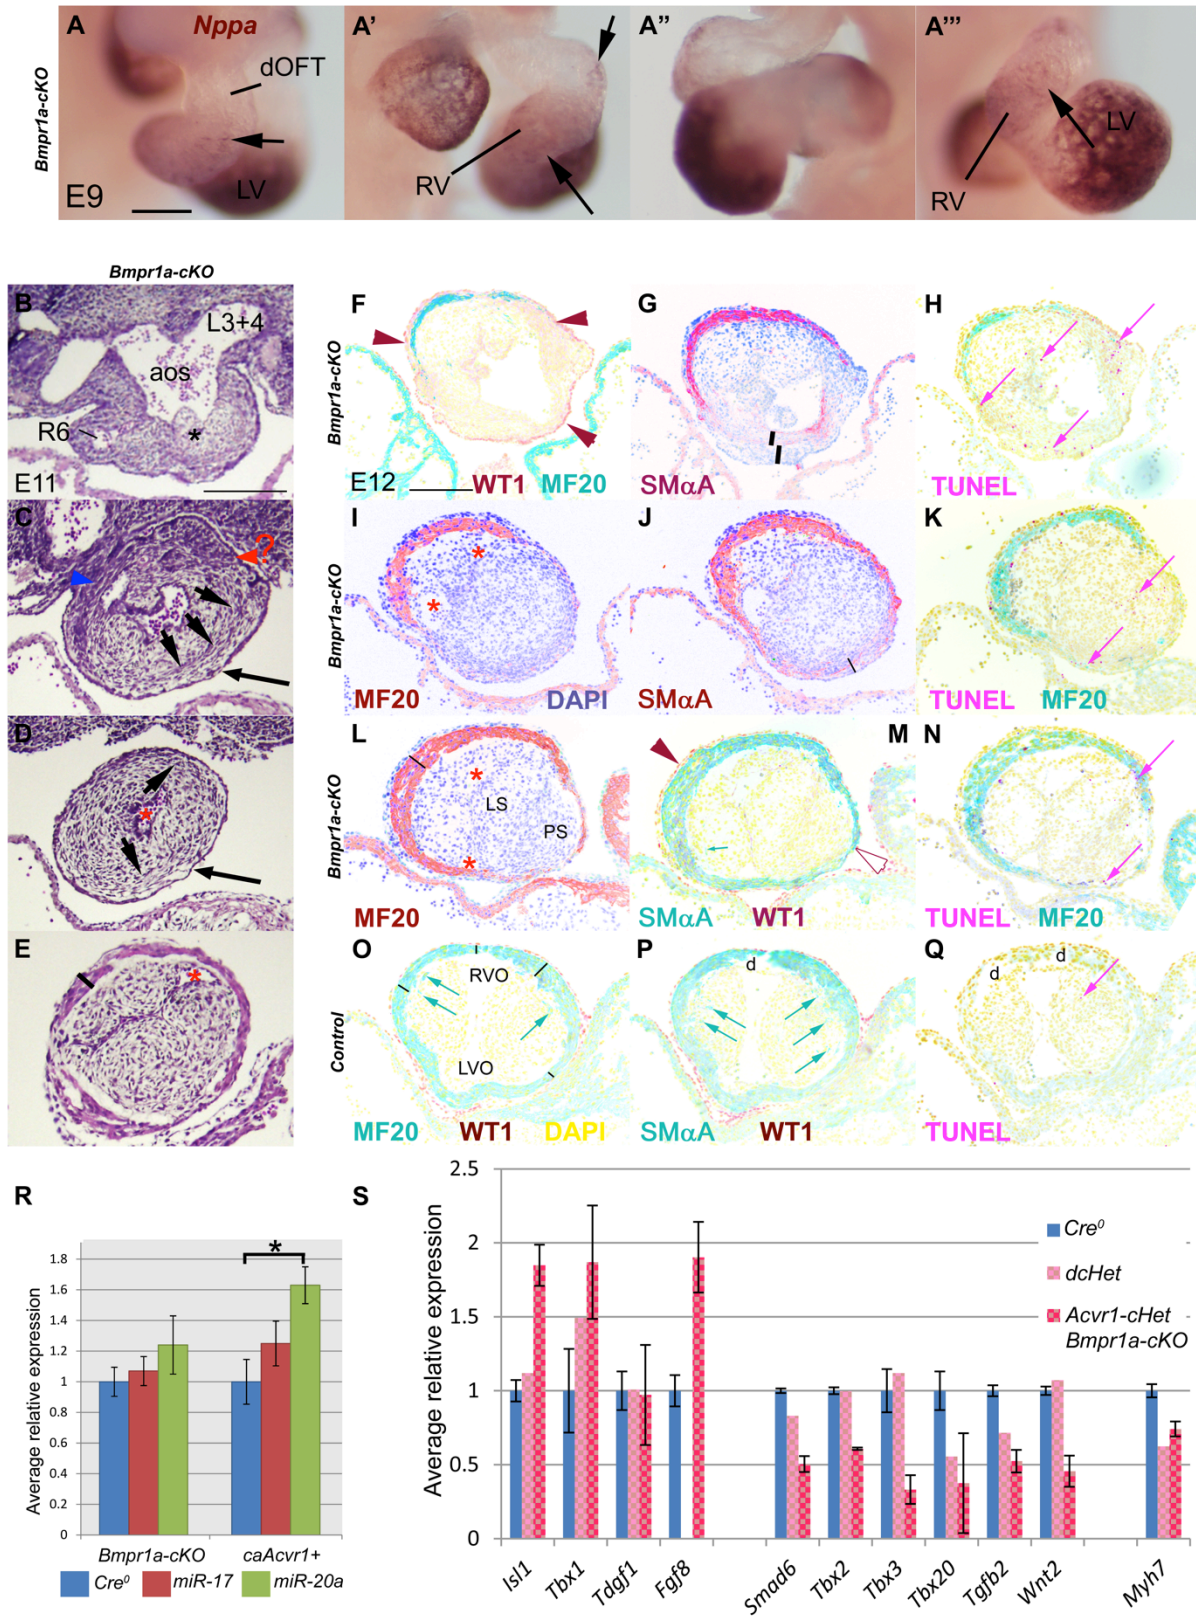 A
Nppa
dOFT
LV
E9
Bmpr1a-cKO
A'
RV
A''
A'''
RV
LV
Bmpr1a-cKO
B
L3+4
aos
R6
*
E11
C
?
D
*
E
*
Bmpr1a-cKO
F
E12
WT1
MF20
G
SMαA
H
TUNEL
Bmpr1a-cKO
I
*
*
MF20
DAPI
J
SMαA
K
TUNEL
MF20
Bmpr1a-cKO
L
*
LS
PS
*
MF20
M
SMαA
WT1
N
TUNEL
MF20
Control
O
RVO
LVO
MF20
WT1
DAPI
P
d
SMαA
WT1
Q
d
d
TUNEL
R
Average relative expression
1.8
1.6
1.4
1.2
1
0.8
0.6
0.4
0.2
0
*
Bmpr1a-cKO
caAcvr1+
Cre⁰
miR-17
miR-20a
S
Average relative expression
2.5
2
1.5
1
0.5
0
Cre⁰
dcHet
Acvr1-cHet
Bmpr1a-cKO
Isl1
Tbx1
Tdgf1
Fgf8
Smad6
Tbx2
Tbx3
Tbx20
Tgfb2
Wnt2
Myh7